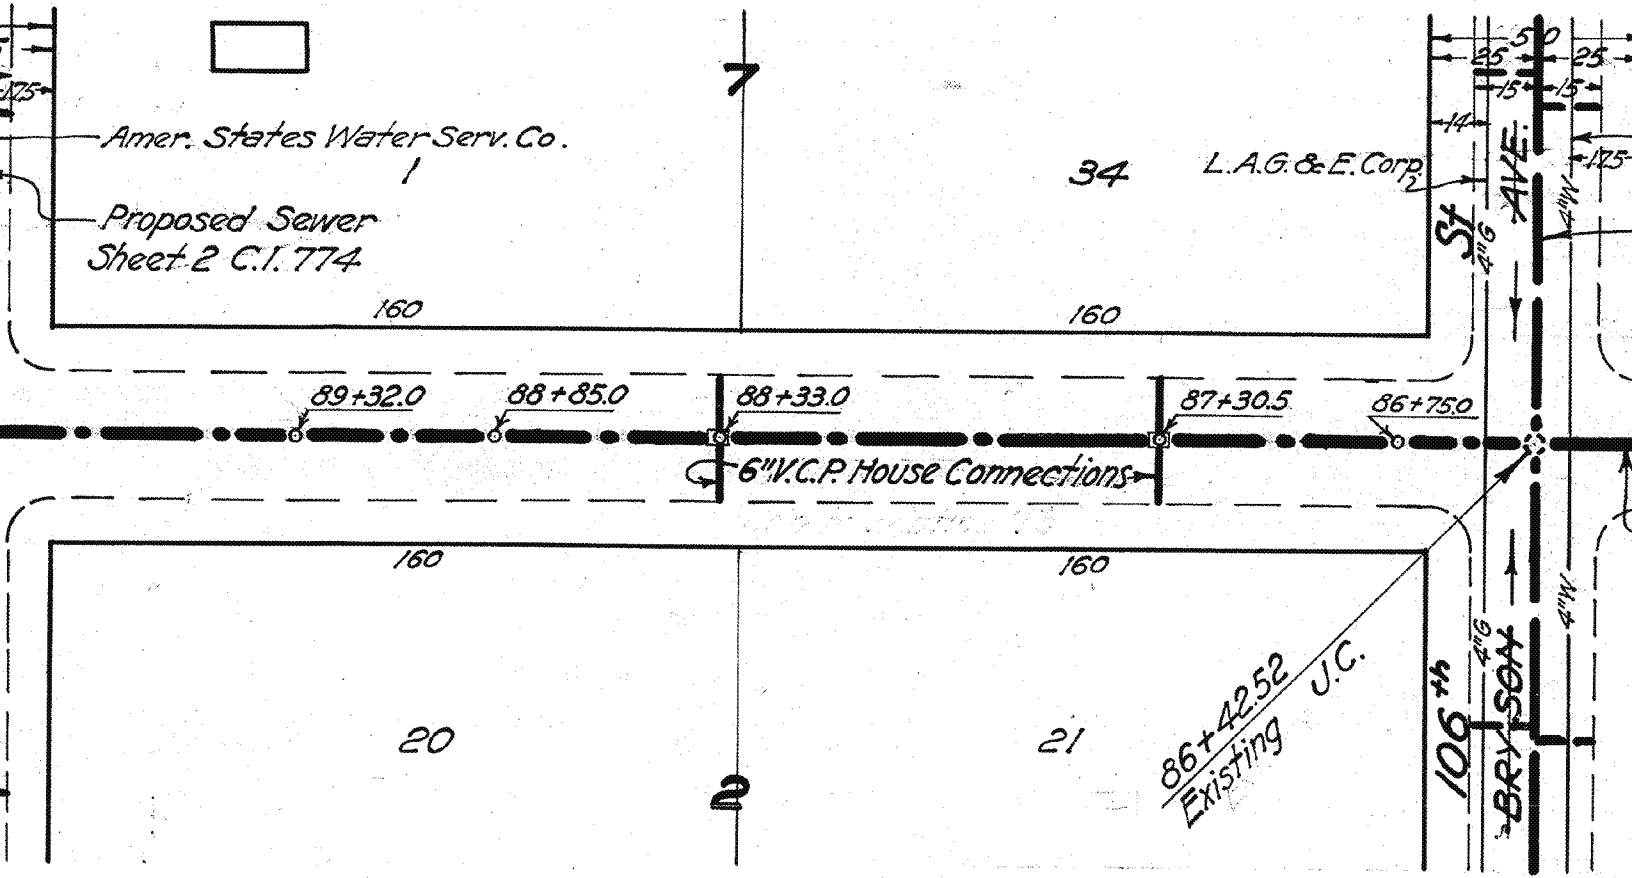 50
25 25
15 15
7
175
14
Amer. States Water Serv. Co.
1
34
L.A.G.& E. Corp.
2
175
AVE.
4"W
St
4"G
Proposed Sewer
Sheet 2 C.I. 774
160
160
89+32.0
88+85.0
88+33.0
87+30.5
86+75.0
6"V.C.P. House Connections
160
160
4"W
4"G
20
21
2
86+42.52
Existing J.C.
106th
BRYSON